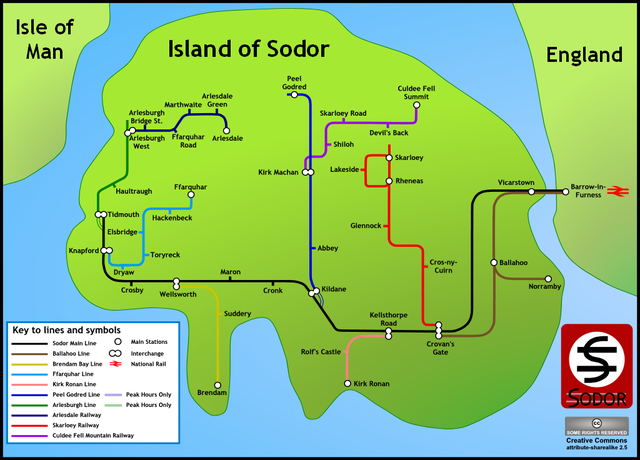 Isle of
Man
Island of Sodor
England
Peel
Godred
Culdee Fell
Summit
Arlesdale
Green
Marthwaite
Arlesburgh
Bridge St.
Skarloey Road
Devil's Back
Arlesburgh
West
Ffarquhar
Road
Arlesdale
Shiloh
Skarloey
Kirk Machan
Lakeside
Rheneas
Vicarstown
Barrow-in-
Furness
Haultraugh
Ffarquhar
Tidmouth
Hackenbeck
Elsbridge
Glennock
Knapford
Toryreck
Abbey
Dryaw
Cros-ny-
Cuirn
Ballahoo
Norramby
Crosby
Wellsworth
Maron
Cronk
Kildane
Suddery
Kellsthorpe
Road
Crovan's
Gate
Rolf's Castle
Kirk Ronan
Brendam
Key to lines and symbols
Sodor Main Line
Main Stations
Ballahoo Line
Interchange
Brendam Bay Line
National Rail
Ffarquhar Line
Kirk Ronan Line
Peel Godred Line
Peak Hours Only
Arlesburgh Line
Peak Hours Only
Arlesdale Railway
Skarloey Railway
Culdee Fell Mountain Railway
SODOR
cc
SOME RIGHTS RESERVED
Creative Commons
attribute-sharealike 2.5